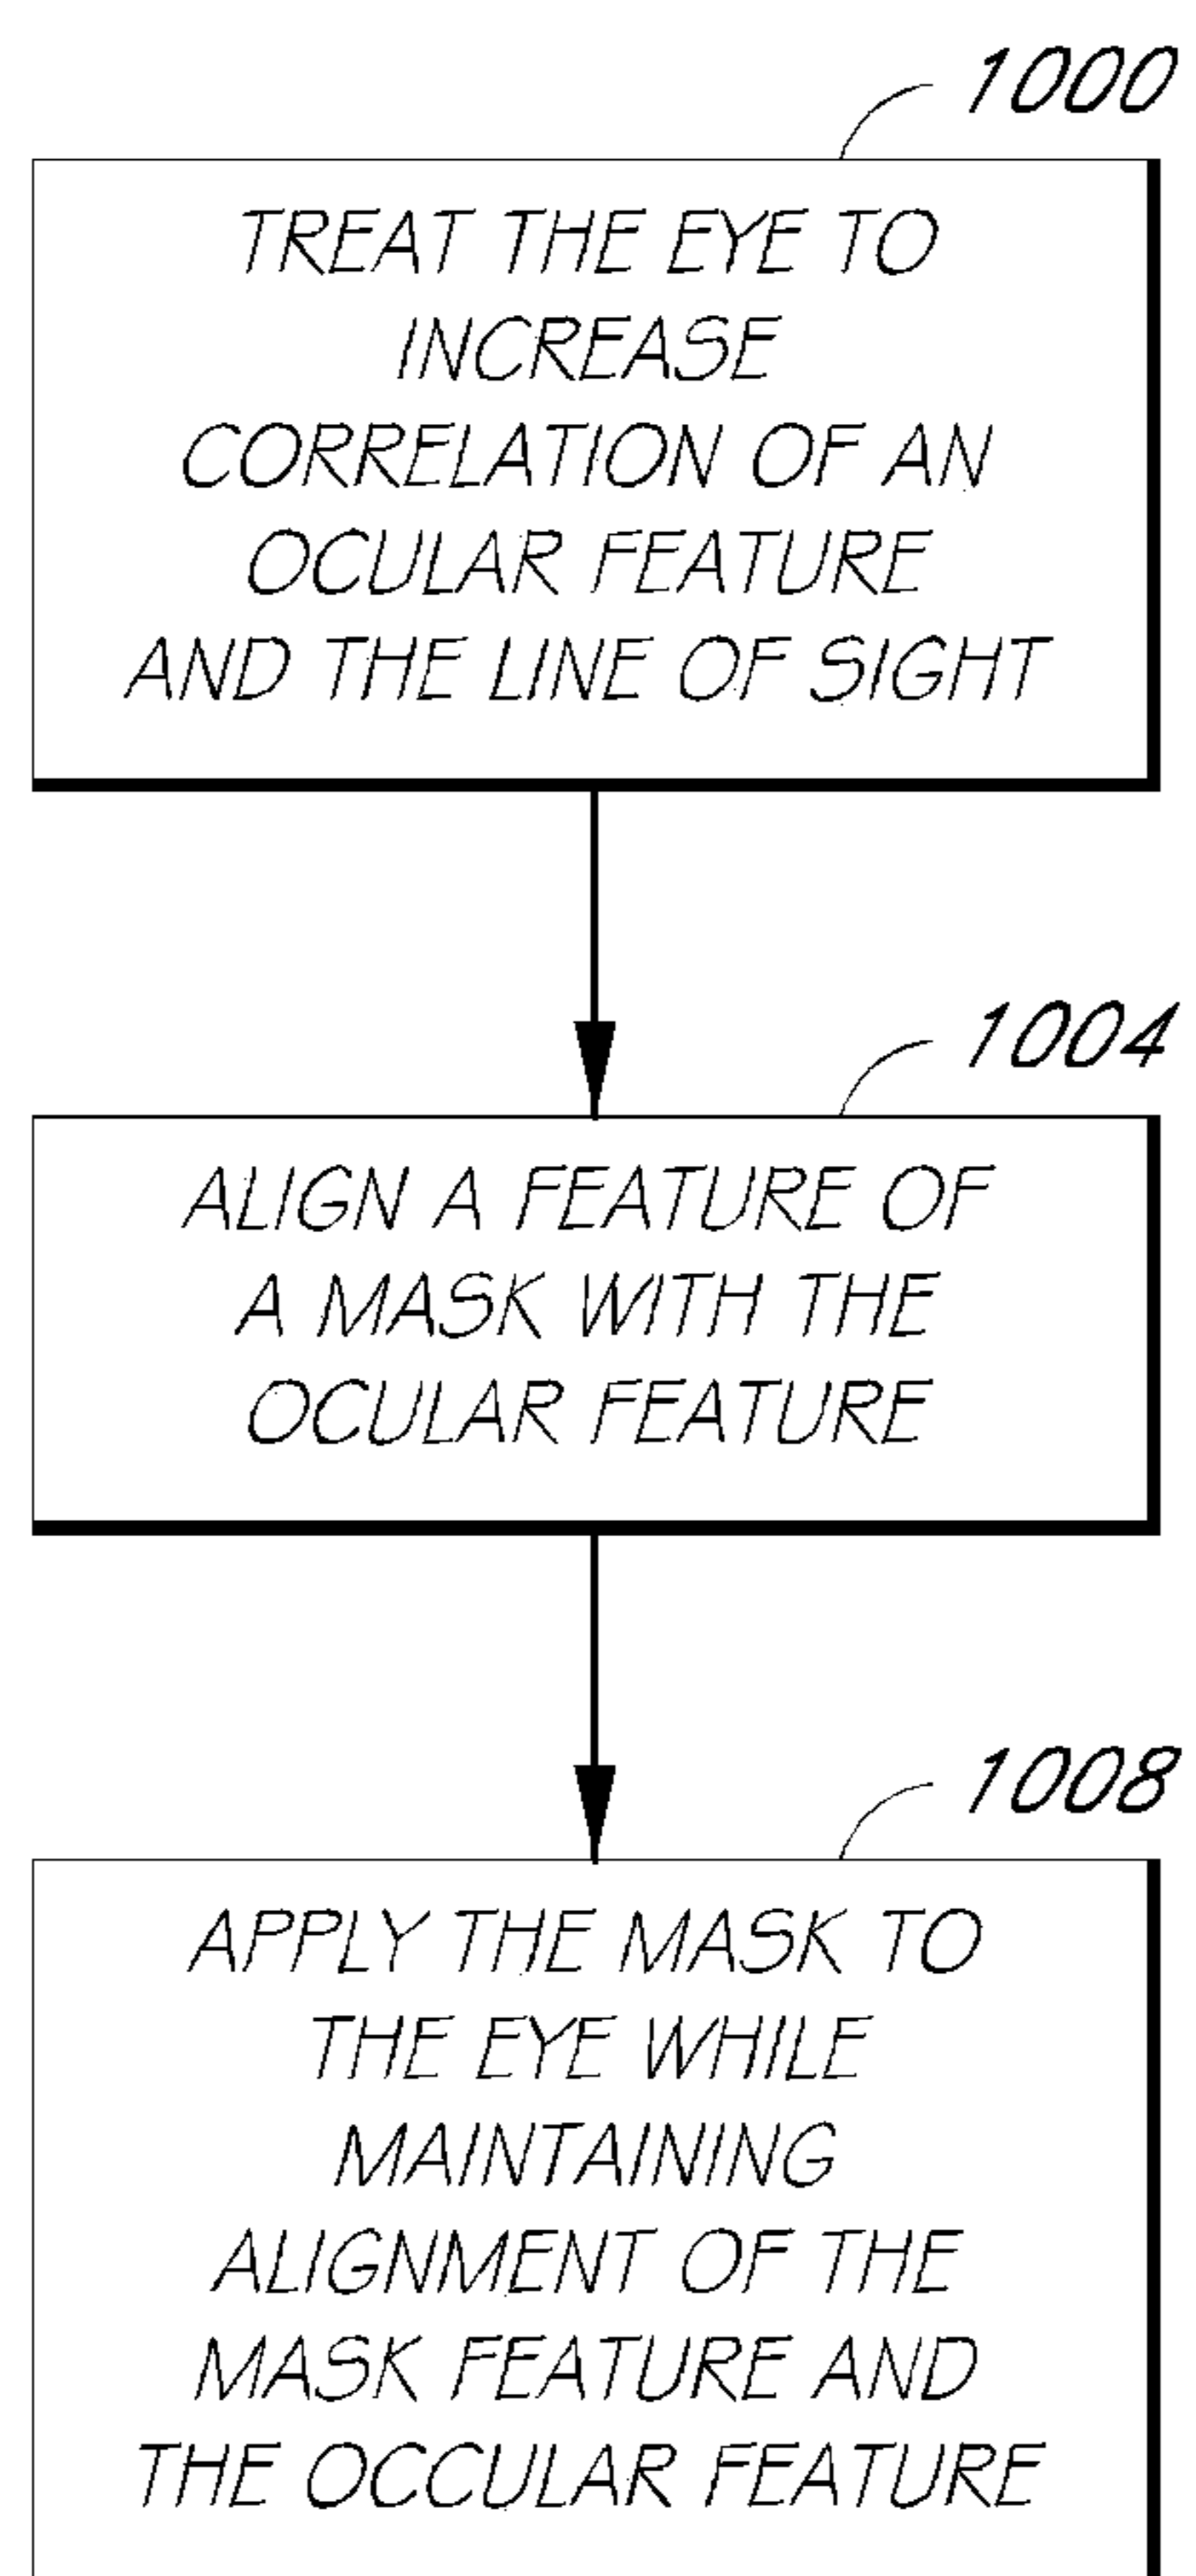 1000
TREAT THE EYE TO
INCREASE
CORRELATION OF AN
OCULAR FEATURE
AND THE LINE OF SIGHT
1004
ALIGN A FEATURE OF
A MASK WITH THE
OCULAR FEATURE
1008
APPLY THE MASK TO
THE EYE WHILE
MAINTAINING
ALIGNMENT OF THE
MASK FEATURE AND
THE OCCULAR FEATURE